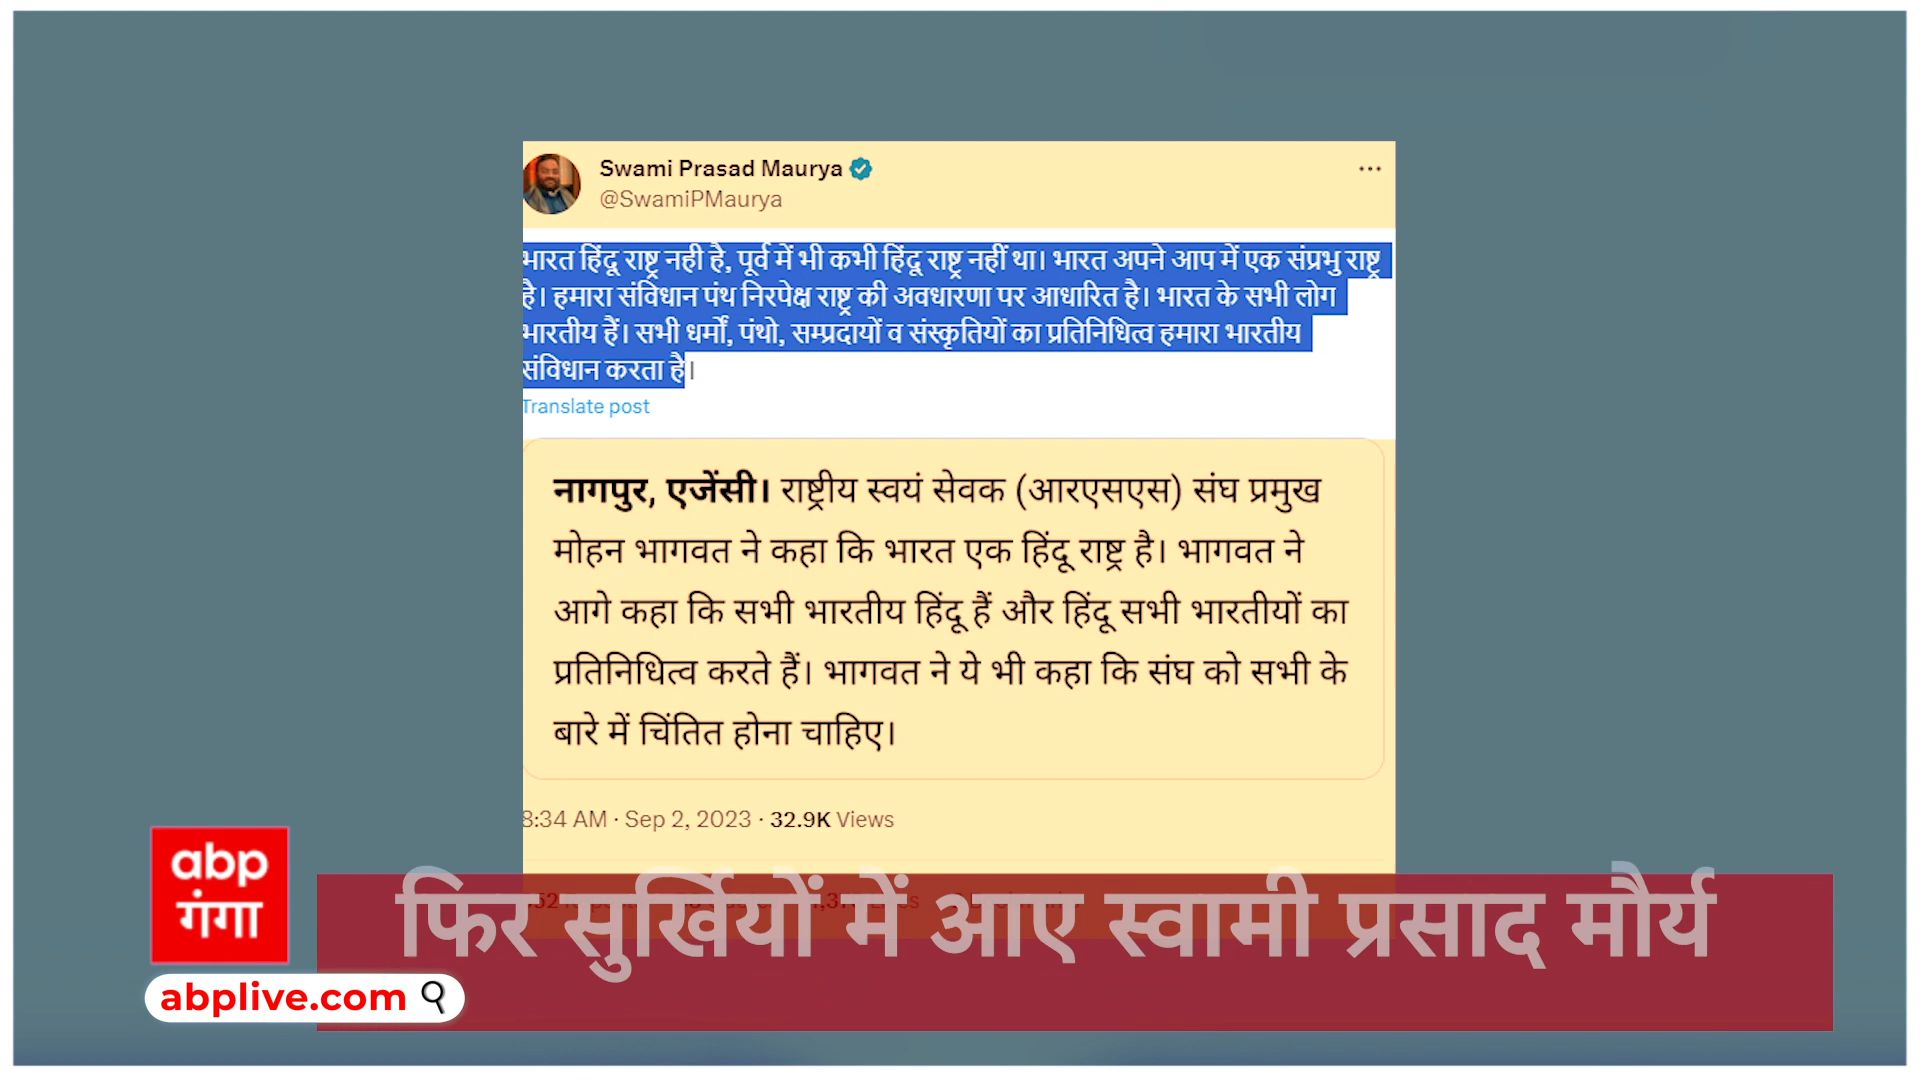 Swami Prasad Maurya
@SwamiPMaurya
भारत हिंदू राष्ट्र नही है, पूर्व में भी कभी हिंदू राष्ट्र नहीं था। भारत अपने आप में एक संप्रभु राष्ट्र
है। हमारा संविधान पंथ निरपेक्ष राष्ट्र की अवधारणा पर आधारित है। भारत के सभी लोग
भारतीय हैं। सभी धर्मों, पंथो, सम्प्रदायों व संस्कृतियों का प्रतिनिधित्व हमारा भारतीय
संविधान करता है।
Translate post
नागपुर, एजेंसी। राष्ट्रीय स्वयं सेवक (आरएसएस) संघ प्रमुख
मोहन भागवत ने कहा कि भारत एक हिंदू राष्ट्र है। भागवत ने
आगे कहा कि सभी भारतीय हिंदू हैं और हिंदू सभी भारतीयों का
प्रतिनिधित्व करते हैं। भागवत ने ये भी कहा कि संघ को सभी के
बारे में चिंतित होना चाहिए।
8:34 AM · Sep 2, 2023 · 32.9K Views
फिर सुर्खियों में आए स्वामी प्रसाद मौर्य
abp
गंगा
abplive.com